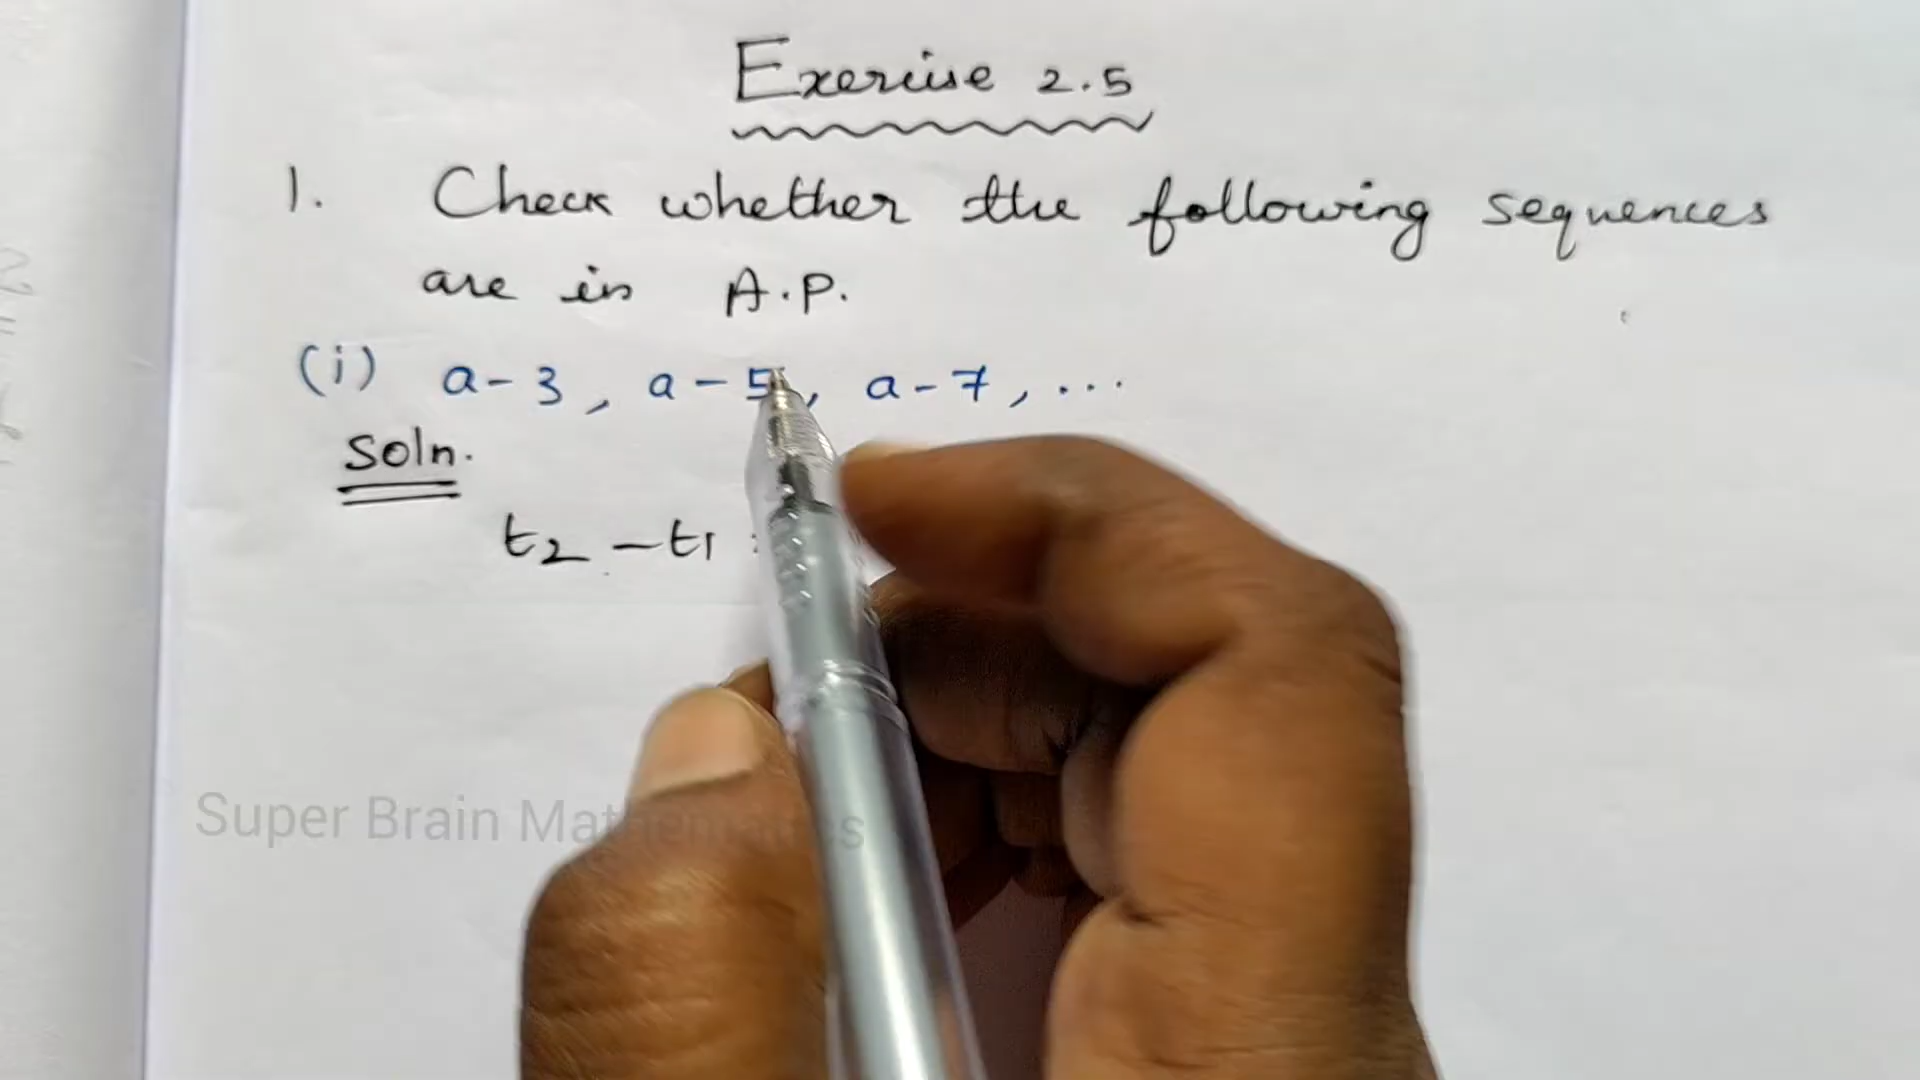 Exercise 2.5
1. Check whether the following sequences
are in A.P.
(i) a-3, a-5, a-7, ...
Soln.
t2 - t1
Super Brain Mathematics